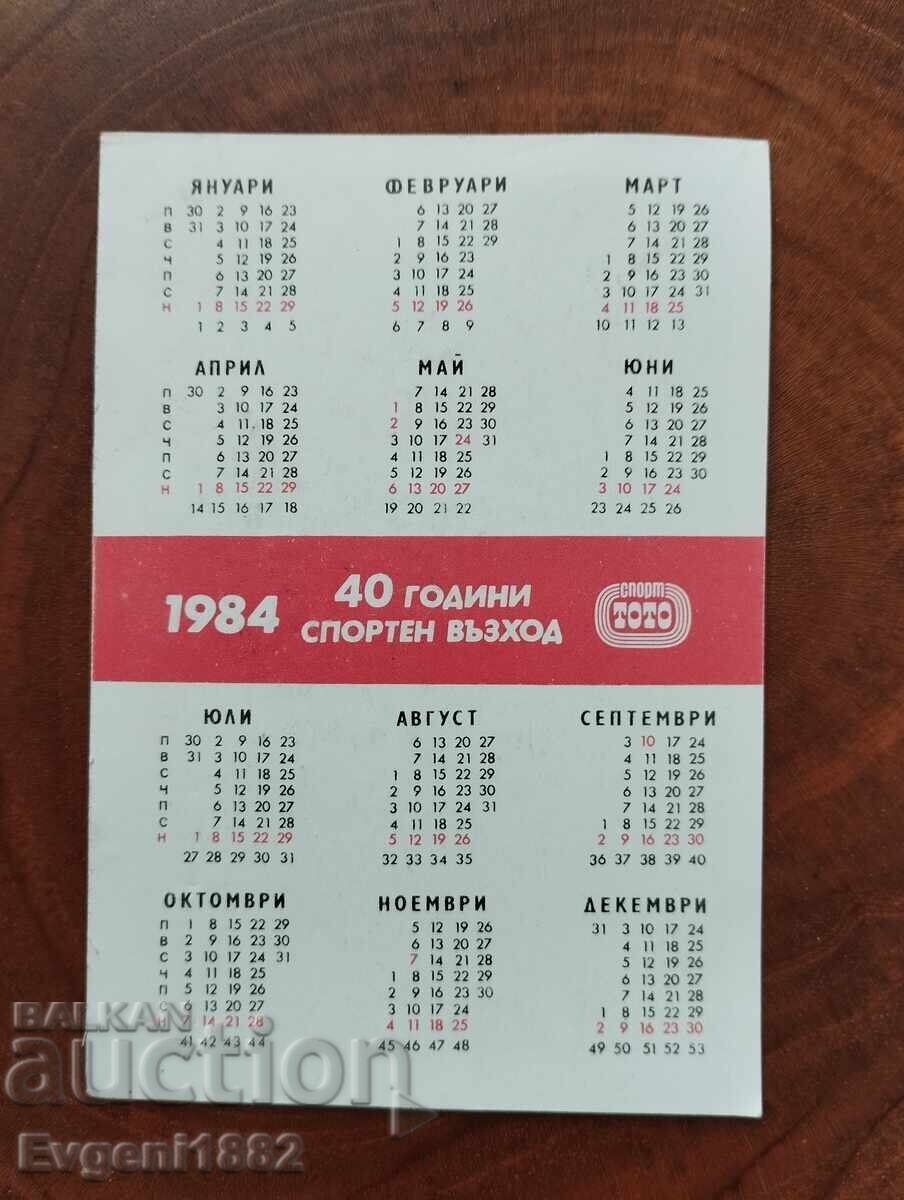 ЯНУАРИ ФЕВРУАРИ МАРТ
П 30 2 9 16 23 6 13 20 27 5 12 19 26
В 31 3 10 17 24 7 14 21 28 6 13 20 27
С 4 11 18 25 1 8 15 22 29 7 14 21 28
Ч 5 12 19 26 2 9 16 23 1 8 15 22 29
П 6 13 20 27 3 10 17 24 2 9 16 23 30
С 7 14 21 28 4 11 18 25 3 10 17 24 31
Н 1 8 15 22 29 5 12 19 26 4 11 18 25
1 2 3 4 5 6 7 8 9 10 11 12 13
АПРИЛ МАЙ ЮНИ
П 30 2 9 16 23 7 14 21 28 4 11 18 25
В 3 10 17 24 1 8 15 22 29 5 12 19 26
С 4 11 18 25 2 9 16 23 30 6 13 20 27
Ч 5 12 19 26 3 10 17 24 31 7 14 21 28
П 6 13 20 27 4 11 18 25 1 8 15 22 29
С 7 14 21 28 5 12 19 26 2 9 16 23 30
Н 1 8 15 22 29 6 13 20 27 3 10 17 24
14 15 16 17 18 19 20 21 22 23 24 25 26
1984 40 ГОДИНИ
СПОРТЕН ВЪЗХОД
спорт
ТОТО
ЮЛИ АВГУСТ СЕПТЕМВРИ
П 30 2 9 16 23 6 13 20 27 3 10 17 24
В 31 3 10 17 24 7 14 21 28 4 11 18 25
С 4 11 18 25 1 8 15 22 29 5 12 19 26
Ч 5 12 19 26 2 9 16 23 30 6 13 20 27
П 6 13 20 27 3 10 17 24 31 7 14 21 28
С 7 14 21 28 4 11 18 25 1 8 15 22 29
Н 1 8 15 22 29 5 12 19 26 2 9 16 23 30
27 28 29 30 31 32 33 34 35 36 37 38 39 40
ОКТОМВРИ НОЕМВРИ ДЕКЕМВРИ
П 1 8 15 22 29 5 12 19 26 31 3 10 17 24
В 2 9 16 23 30 6 13 20 27 4 11 18 25
С 3 10 17 24 31 7 14 21 28 5 12 19 26
Ч 4 11 18 25 1 8 15 22 29 6 13 20 27
П 5 12 19 26 2 9 16 23 30 7 14 21 28
С 6 13 20 27 3 10 17 24 1 8 15 22 29
Н 7 14 21 28 4 11 18 25 2 9 16 23 30
41 42 43 44 45 46 47 48 49 50 51 52 53
BALKAN
auction
Evgeni1882